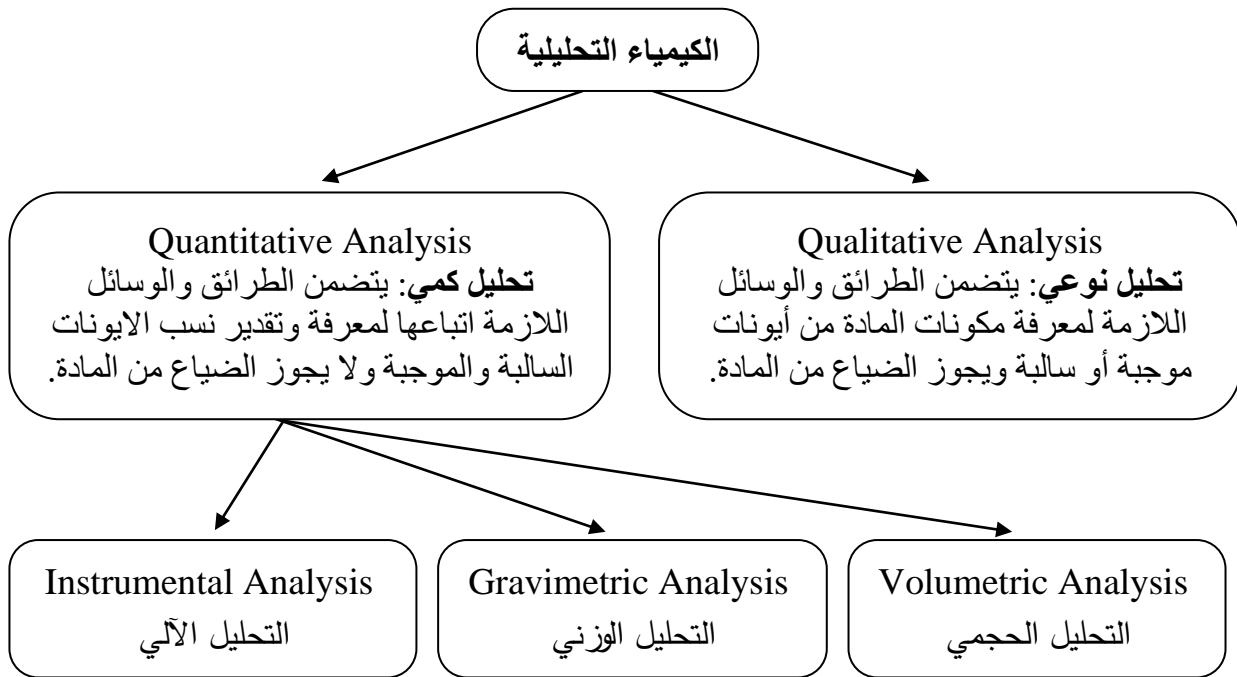 الكيمياء التحليلية
Qualitative Analysis
تحليل نوعي: يتضمن الطرائق والوسائل
اللازمة لمعرفة مكونات المادة من أيونات
موجبة أو سالبة ويجوز الضياع من المادة.
Quantitative Analysis
تحليل كمي: يتضمن الطرائق والوسائل
اللازمة اتباعها لمعرفة وتقدير نسب الايونات
السالبة والموجبة ولا يجوز الضياع من المادة.
Volumetric Analysis
التحليل الحجمي
Gravimetric Analysis
التحليل الوزني
Instrumental Analysis
التحليل الآلي